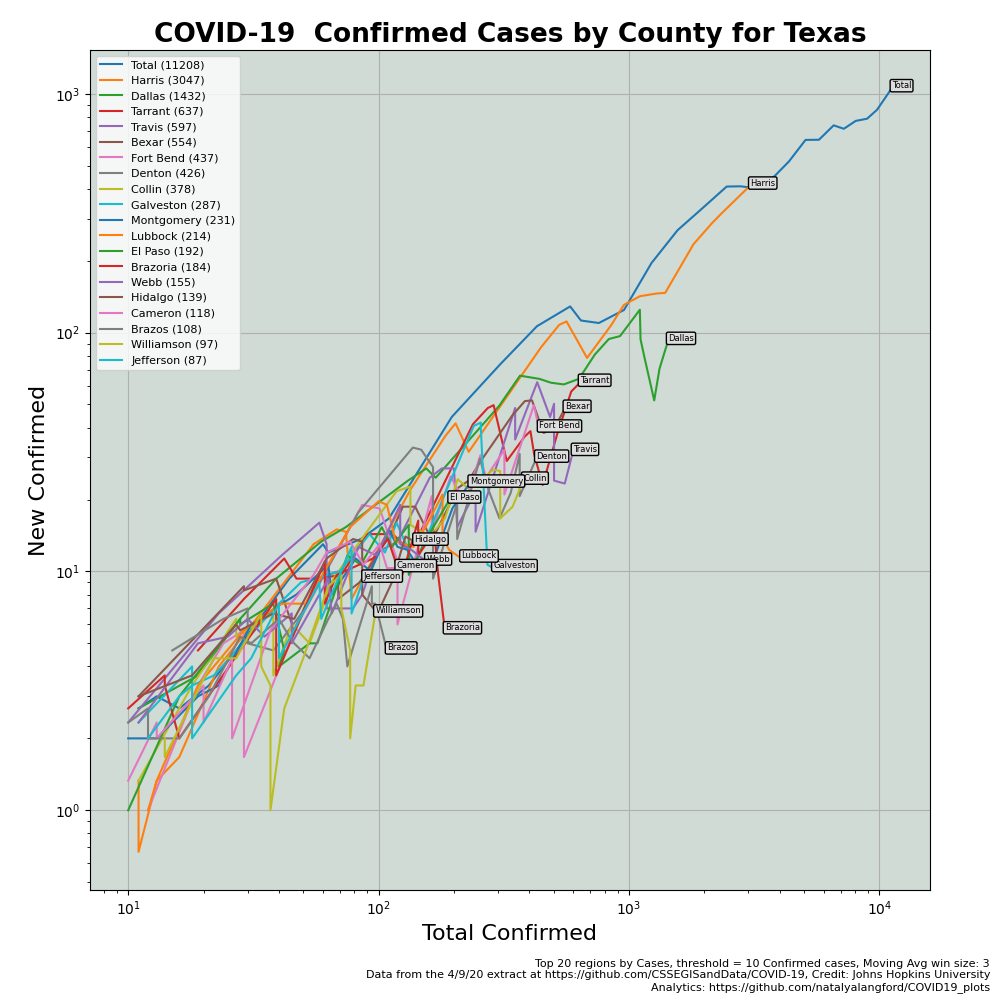 COVID-19  Confirmed Cases by County for Texas
Total (11208)
Harris (3047)
Dallas (1432)
Tarrant (637)
Travis (597)
Bexar (554)
Fort Bend (437)
Denton (426)
Collin (378)
Galveston (287)
Montgomery (231)
Lubbock (214)
El Paso (192)
Brazoria (184)
Webb (155)
Hidalgo (139)
Cameron (118)
Brazos (108)
Williamson (97)
Jefferson (87)
Total
Harris
Dallas
Tarrant
Bexar
Fort Bend
Travis
Denton
Collin
Montgomery
El Paso
Hidalgo
Webb
Lubbock
Cameron
Galveston
Jefferson
Williamson
Brazoria
Brazos
New Confirmed
10³
10²
10¹
10⁰
10¹ 10² 10³ 10⁴
Total Confirmed
Top 20 regions by Cases, threshold = 10 Confirmed cases, Moving Avg win size: 3
Data from the 4/9/20 extract at https://github.com/CSSEGISandData/COVID-19, Credit: Johns Hopkins University
Analytics: https://github.com/natalyalangford/COVID19_plots